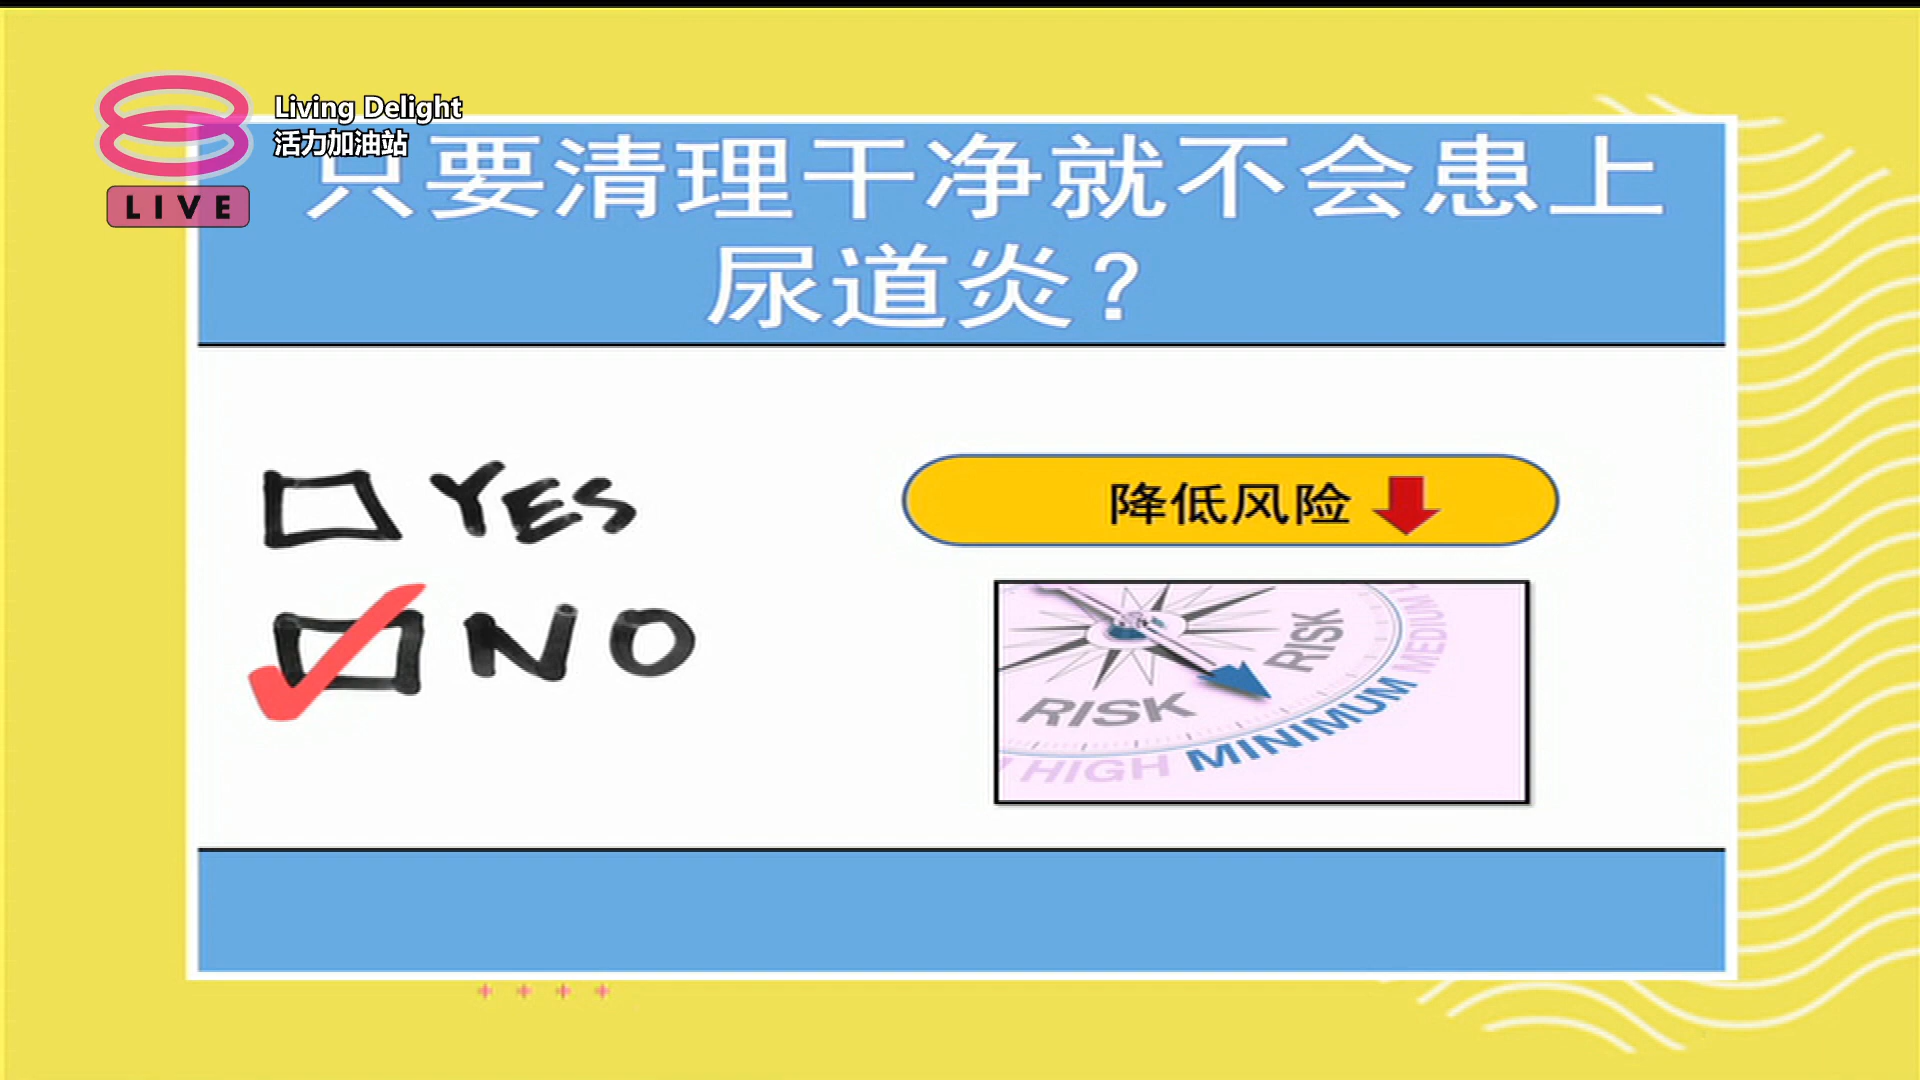 Living Delight
活力加油站
LIVE
只要清理干净就不会患上
尿道炎？
YES
NO
降低风险
RISK
RISK
HIGH
MINIMUM
MEDIUM